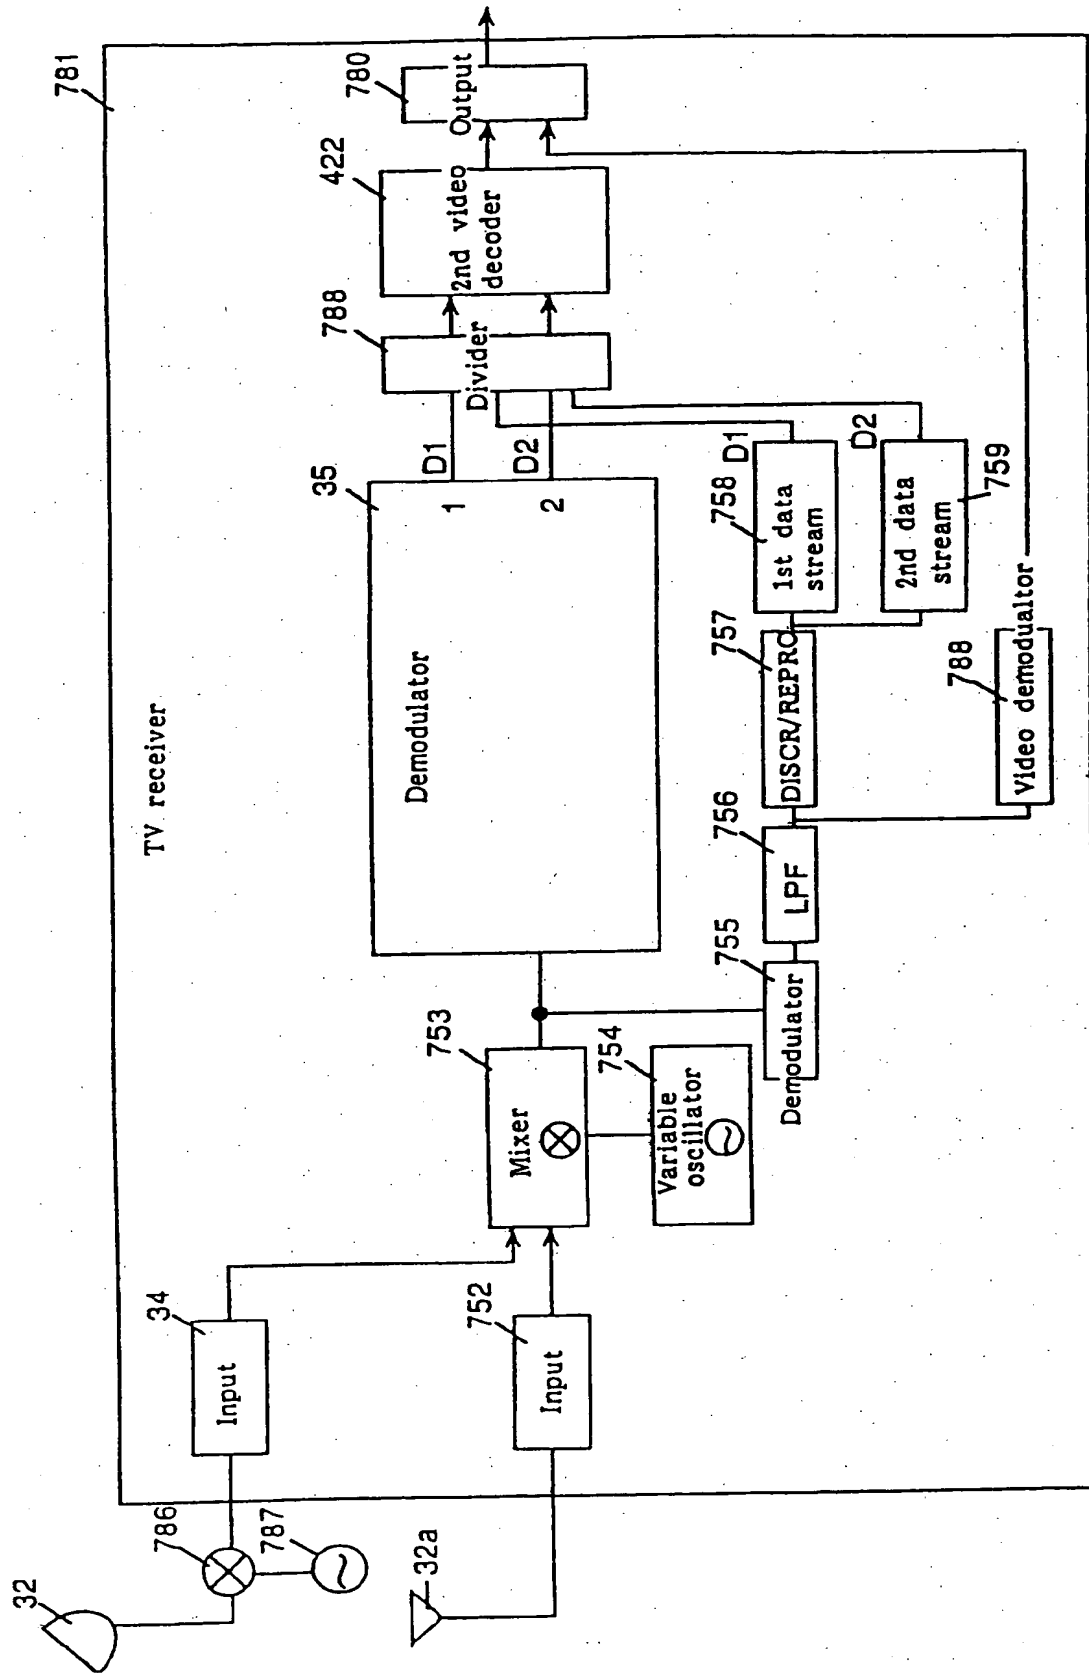 TV receiver
781
32
786
787
32a
34
Input
752
Input
753
Mixer
754
Variable
oscillator
35
Demodulator
1
2
D1
D2
755
Demodulator
756
LPF
757
DISCR/REPRO
758
1st data
stream
D1
759
2nd data
stream
D2
788
Video demodualtor
788
Divider
422
2nd video
decoder
780
Output